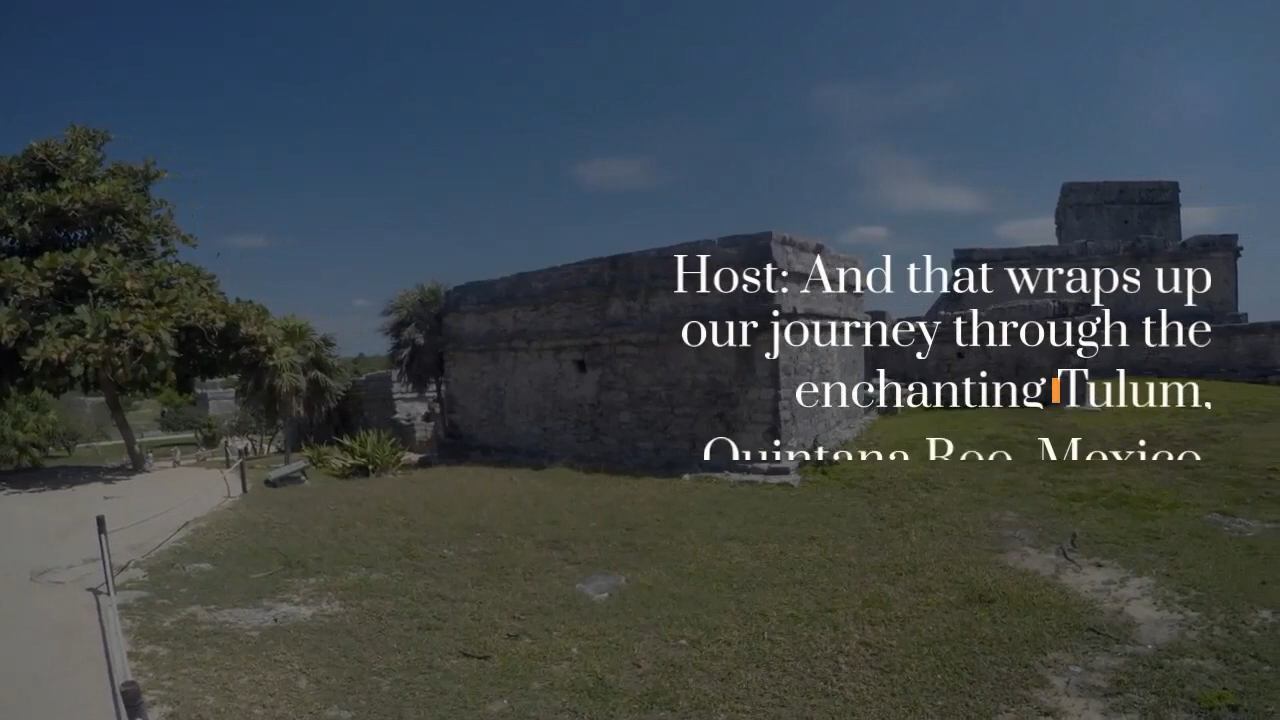 Host: And that wraps up
our journey through the
enchanting Tulum,
Quintana Roo, Mexico.